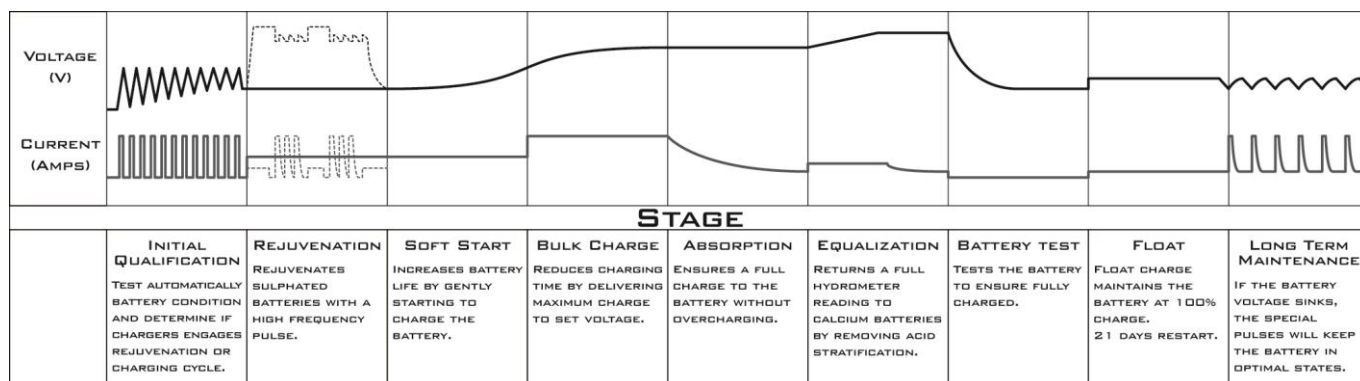 VOLTAGE
(V)
CURRENT
(AMPS)
STAGE
INITIAL
QUALIFICATION
TEST AUTOMATICALLY
BATTERY CONDITION
AND DETERMINE IF
CHARGERS ENGAGES
REJUVENATION OR
CHARGING CYCLE.
REJUVENATION
REJUVENATES
SULPHATED
BATTERIES WITH A
HIGH FREQUENCY
PULSE.
SOFT START
INCREASES BATTERY
LIFE BY GENTLY
STARTING TO
CHARGE THE
BATTERY.
BULK CHARGE
REDUCES CHARGING
TIME BY DELIVERING
MAXIMUM CHARGE
TO SET VOLTAGE.
ABSORPTION
ENSURES A FULL
CHARGE TO THE
BATTERY WITHOUT
OVERCHARGING.
EQUALIZATION
RETURNS A FULL
HYDROMETER
READING TO
CALCIUM BATTERIES
BY REMOVING ACID
STRATIFICATION.
BATTERY TEST
TESTS THE BATTERY
TO ENSURE FULLY
CHARGED.
FLOAT
FLOAT CHARGE
MAINTAINS THE
BATTERY AT 100%
CHARGE.
21 DAYS RESTART.
LONG TERM
MAINTENANCE
IF THE BATTERY
VOLTAGE SINKS,
THE SPECIAL
PULSES WILL KEEP
THE BATTERY IN
OPTIMAL STATES.